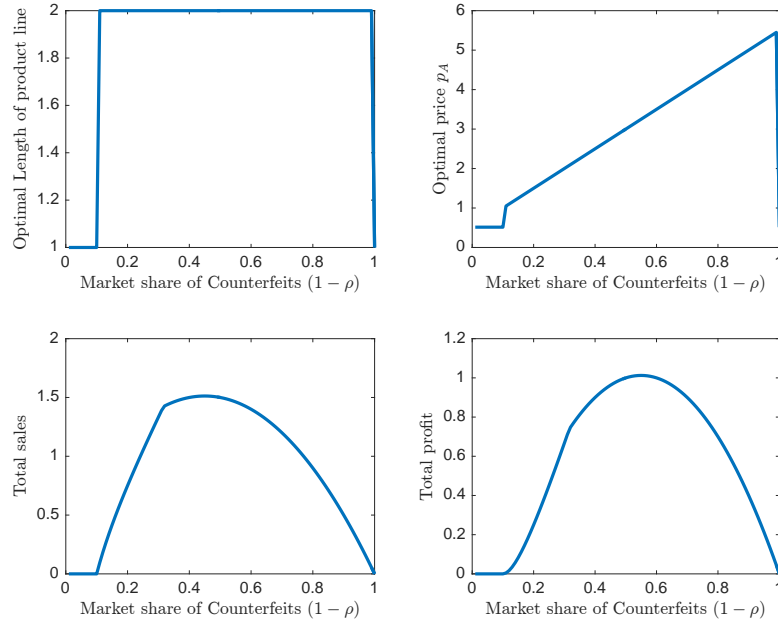 Optimal Length of product line
2
1.8
1.6
1.4
1.2
1
0 0.2 0.4 0.6 0.8 1
Market share of Counterfeits (1 − ρ)
Optimal price p_A
6
5
4
3
2
1
0
0 0.2 0.4 0.6 0.8 1
Market share of Counterfeits (1 − ρ)
Total sales
2
1.5
1
0.5
0
0 0.2 0.4 0.6 0.8 1
Market share of Counterfeits (1 − ρ)
Total profit
1.2
1
0.8
0.6
0.4
0.2
0
0 0.2 0.4 0.6 0.8 1
Market share of Counterfeits (1 − ρ)